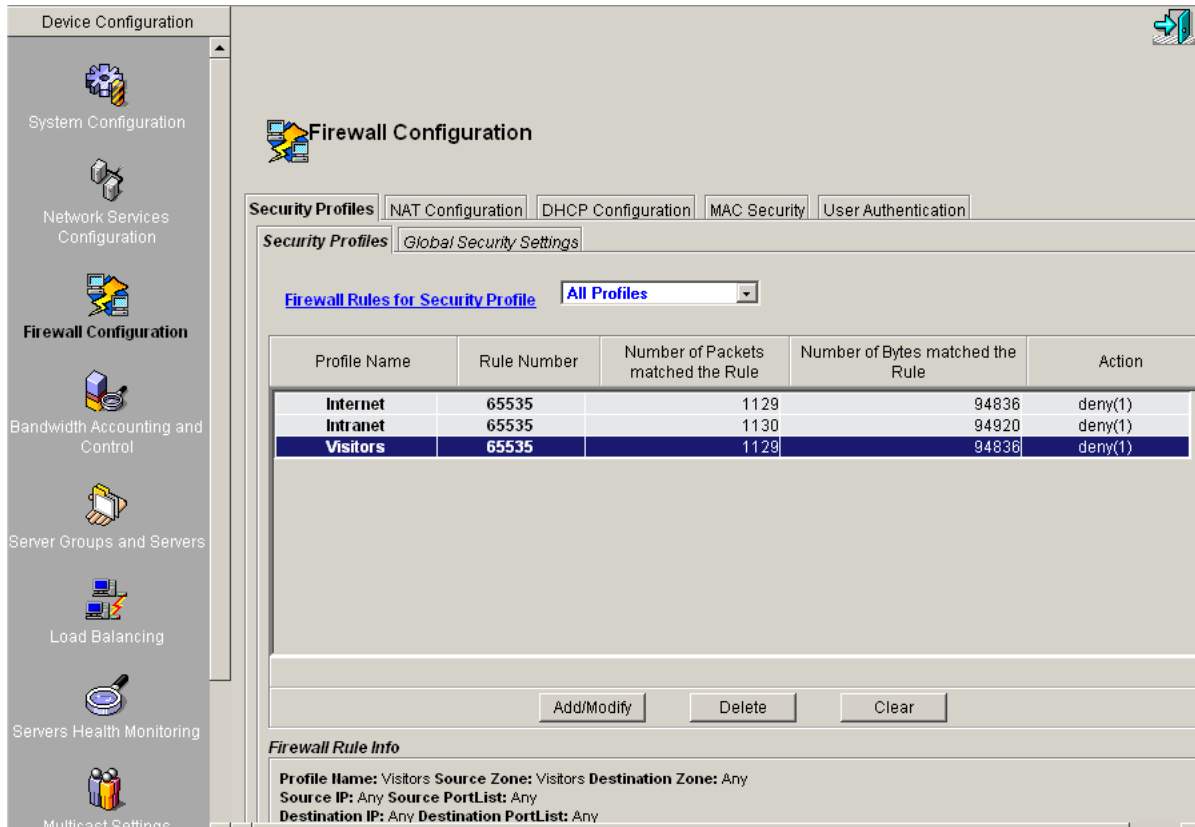 Device Configuration
System Configuration
Network Services
Configuration
Firewall Configuration
Bandwidth Accounting and
Control
Server Groups and Servers
Load Balancing
Servers Health Monitoring
Multicast Settings
Firewall Configuration
Security Profiles NAT Configuration DHCP Configuration MAC Security User Authentication
Security Profiles Global Security Settings
Firewall Rules for Security Profile All Profiles
Profile Name Rule Number Number of Packets matched the Rule Number of Bytes matched the Rule Action
Internet 65535 1129 94836 deny(1)
Intranet 65535 1130 94920 deny(1)
Visitors 65535 1129 94836 deny(1)
Add/Modify Delete Clear
Firewall Rule Info
Profile Name: Visitors Source Zone: Visitors Destination Zone: Any
Source IP: Any Source PortList: Any
Destination IP: Any Destination PortList: Any